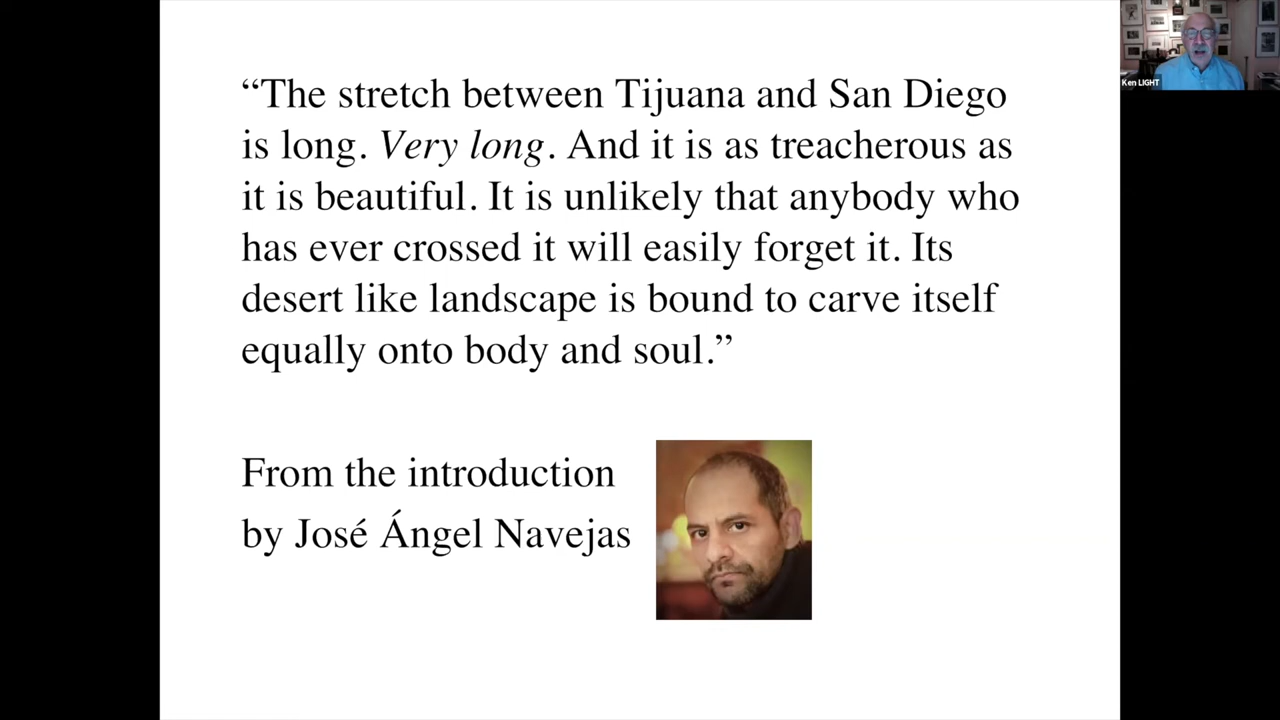 “The stretch between Tijuana and San Diego
is long. Very long. And it is as treacherous as
it is beautiful. It is unlikely that anybody who
has ever crossed it will easily forget it. Its
desert like landscape is bound to carve itself
equally onto body and soul.”
From the introduction
by José Ángel Navejas
Ken LIGHT